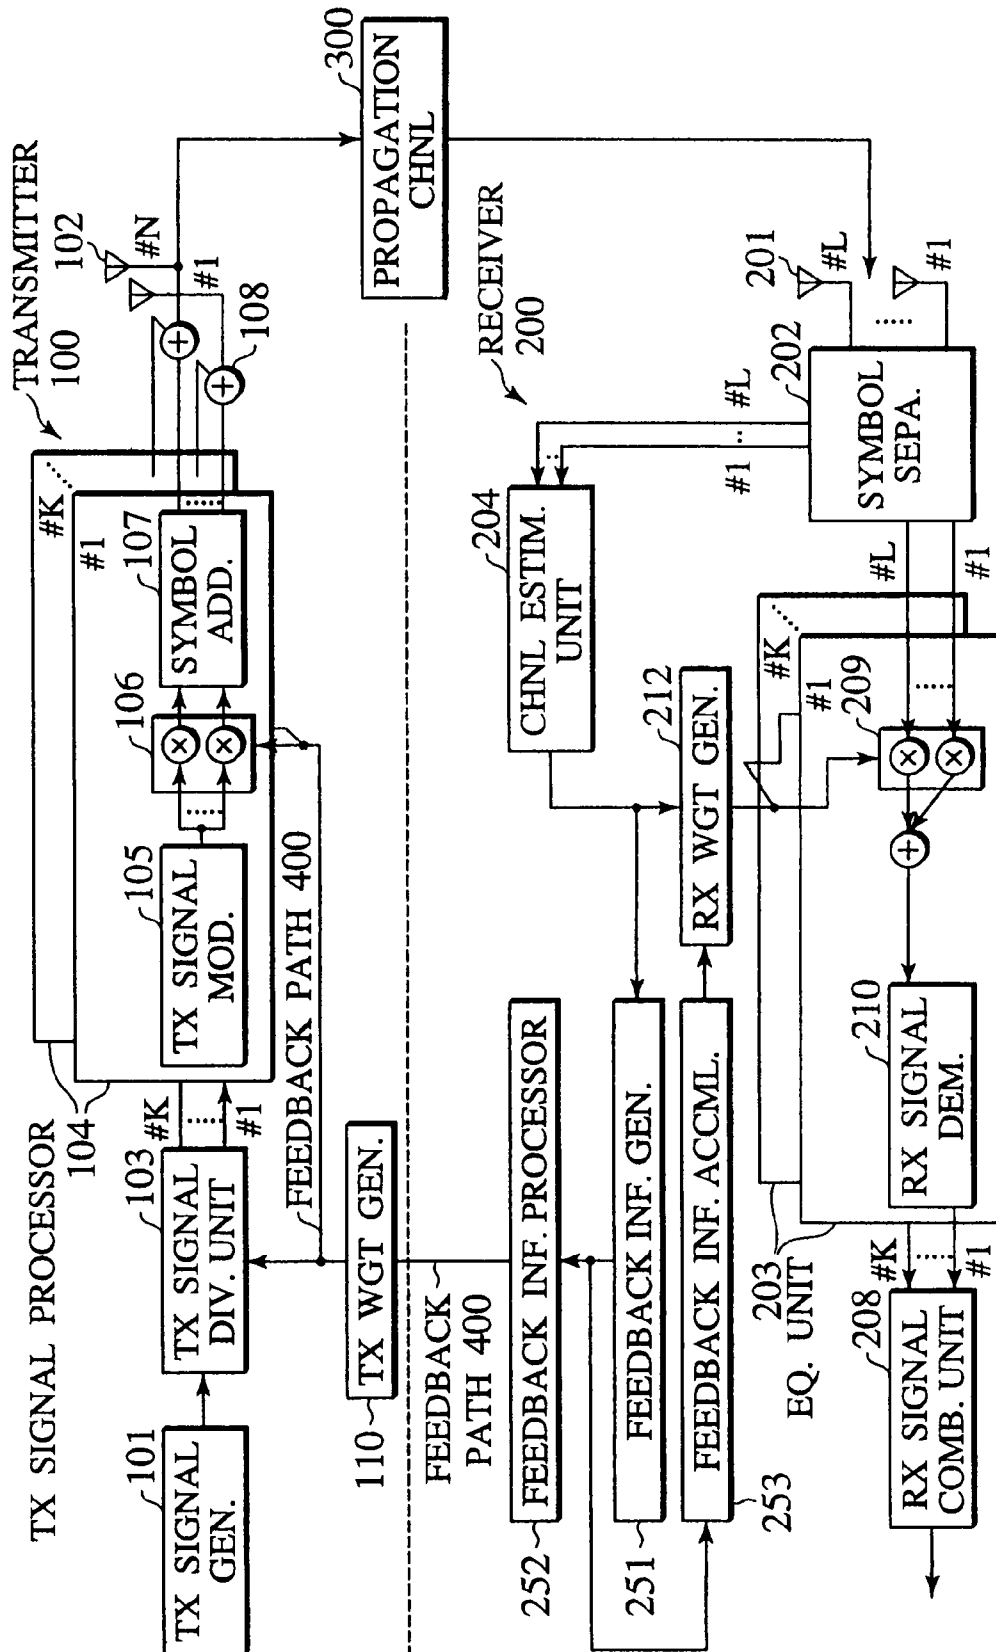 TX SIGNAL PROCESSOR
104
TRANSMITTER
100
101
TX SIGNAL
GEN.
103
TX SIGNAL
DIV. UNIT
#K
#1
#K
#1
105
TX SIGNAL
MOD.
106
107
SYMBOL
ADD.
108
102
#N
#1
FEEDBACK PATH 400
110
TX WGT GEN.
300
PROPAGATION
CHNL
FEEDBACK
PATH 400
RECEIVER
200
252
FEEDBACK INF. PROCESSOR
251
FEEDBACK INF. GEN.
253
FEEDBACK INF. ACCML.
204
CHNL ESTIM.
UNIT
212
RX WGT GEN.
#L
#1
201
#L
#1
202
SYMBOL
SEPA.
#L
#1
#K
#1
209
210
RX SIGNAL
DEM.
203
EQ. UNIT
#K
#1
208
RX SIGNAL
COMB. UNIT